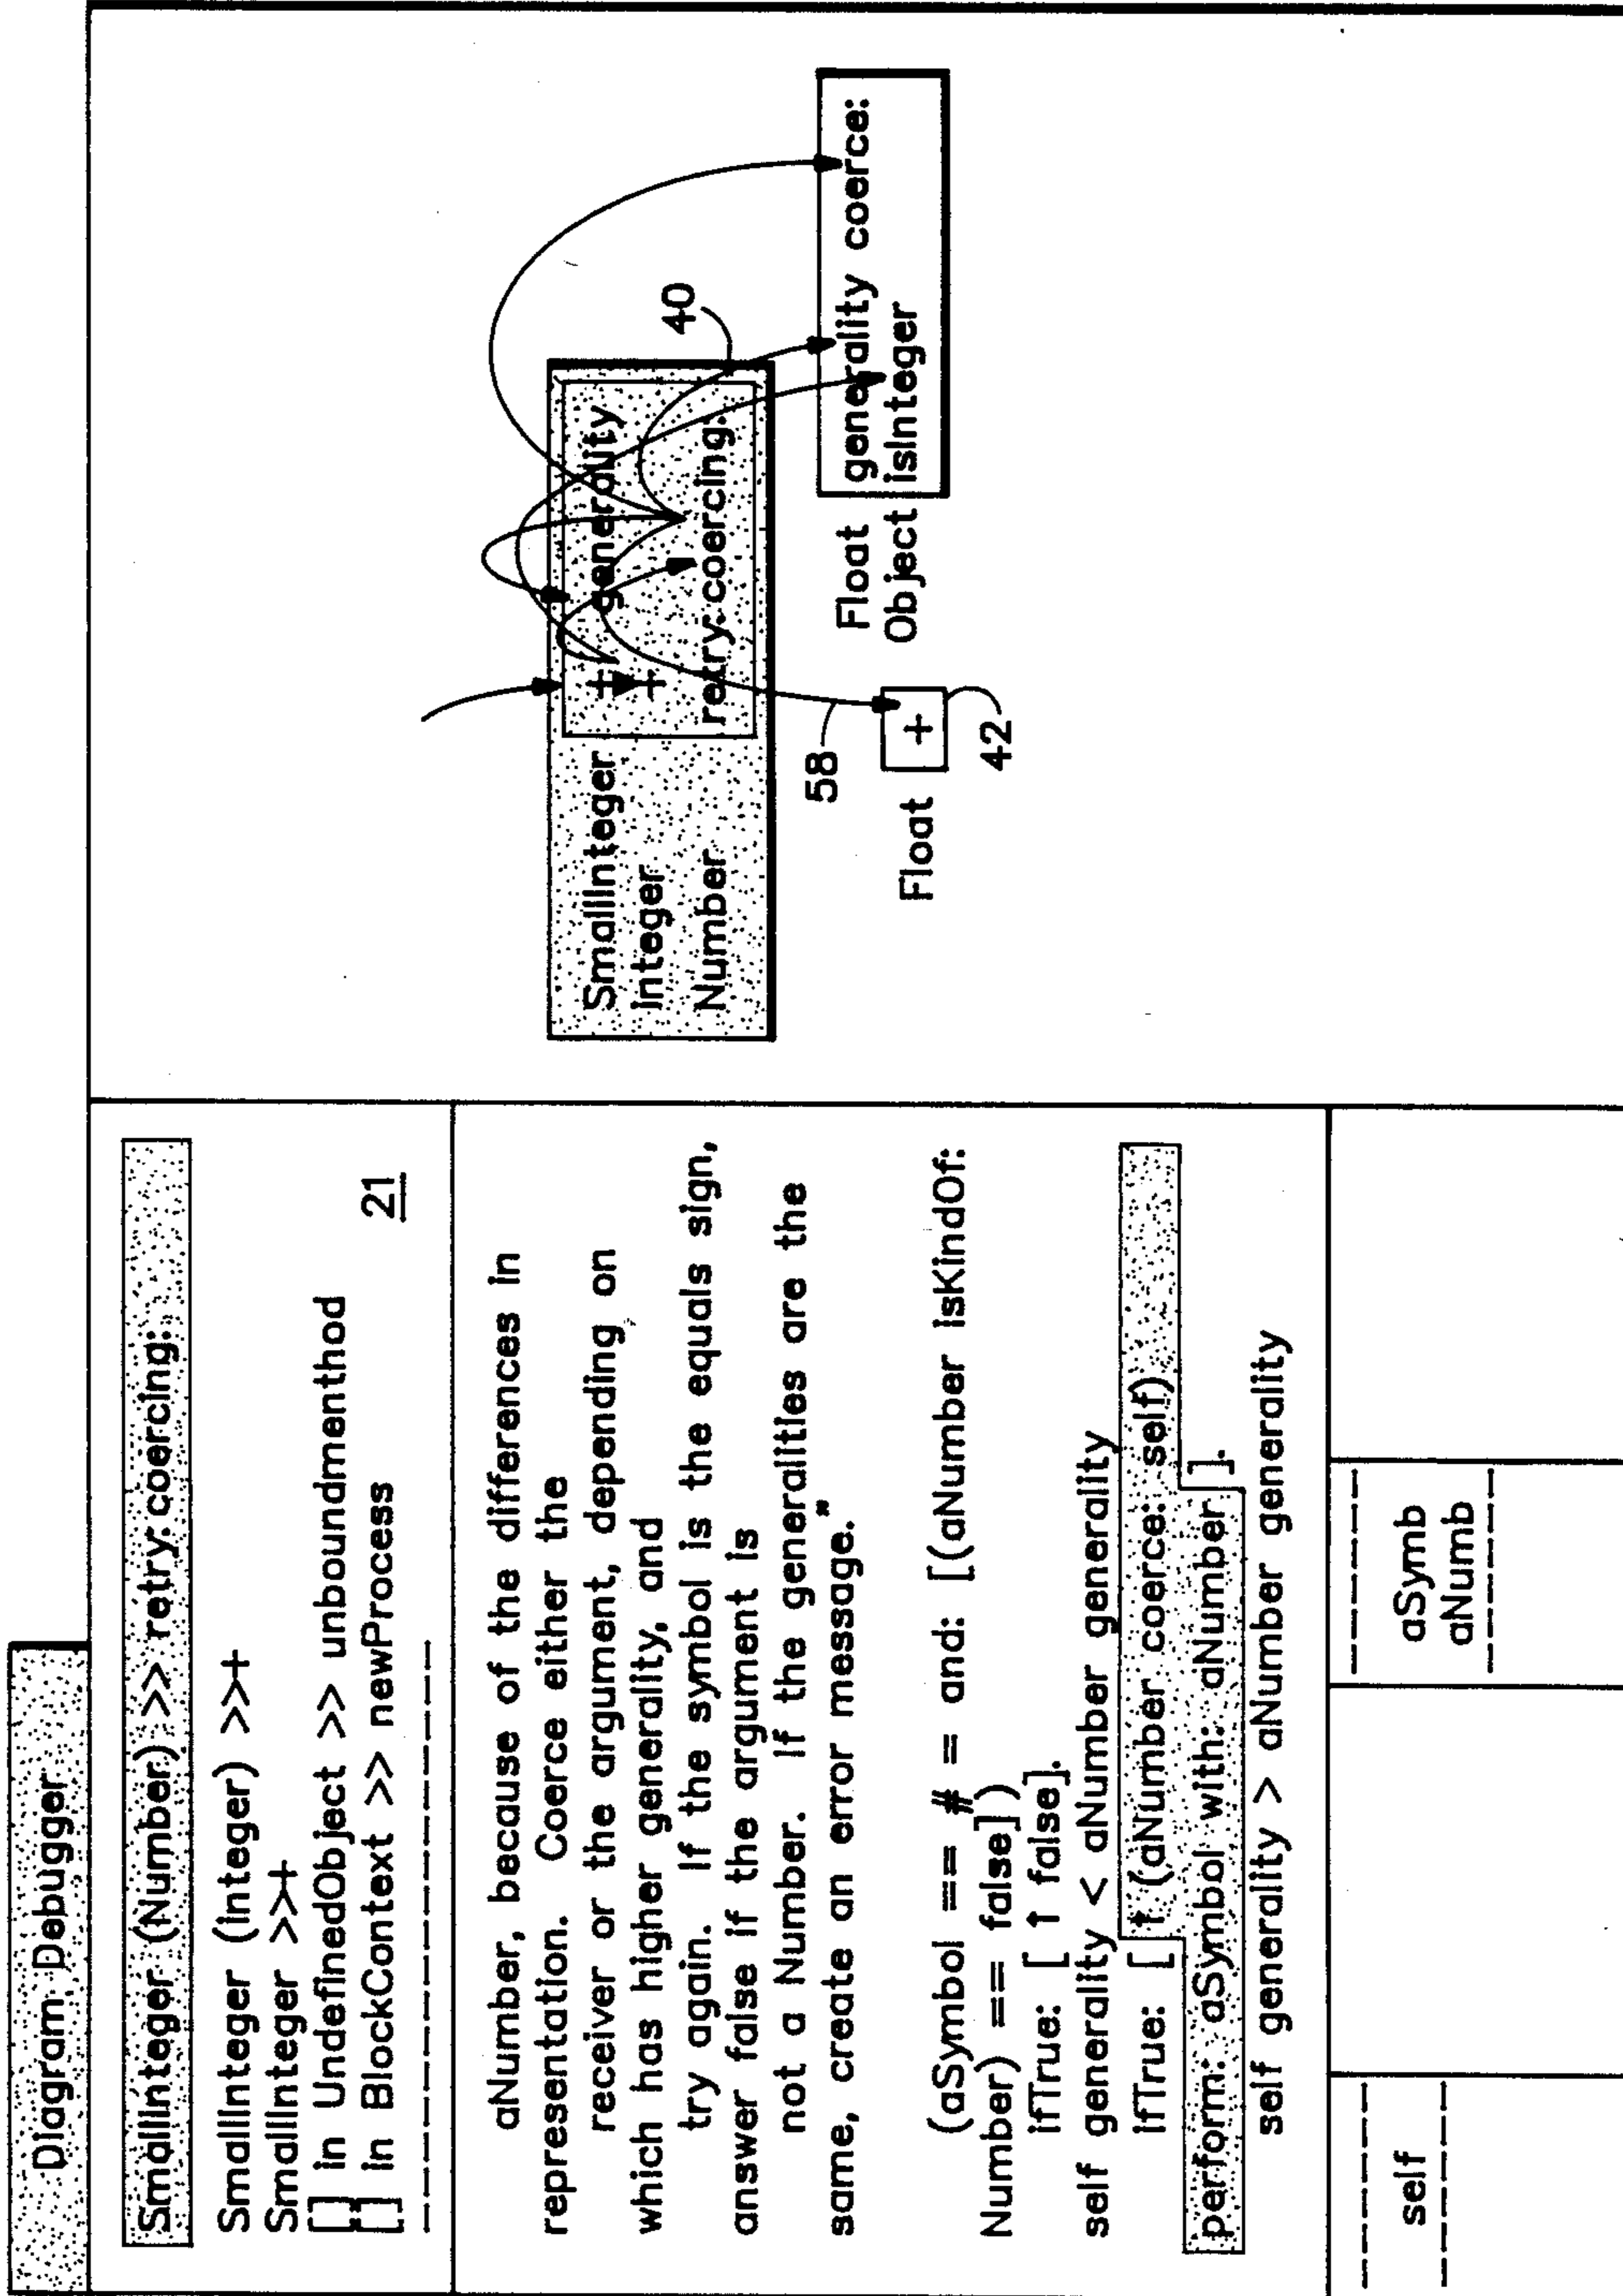 Diagram Debugger
SmallInteger (Number) >> retry:coercing:
SmallInteger (Integer) >>+
SmallInteger >>+
[] in UndefinedObject >> unboundmenthod
[] in BlockContext >> newProcess
21
aNumber, because of the differences in
representation. Coerce either the
receiver or the argument, depending on
which has higher generality, and
try again. If the symbol is the equals sign,
answer false if the argument is
not a Number. If the generalities are the
same, create an error message."
(aSymbol == # = and: [(aNumber isKindOf:
Number) == false])
ifTrue: [ ↑ false].
self generality < aNumber generality
ifTrue: [ ↑ (aNumber coerce: self)
perform: aSymbol with: aNumber ].
self generality > aNumber generality
self
aSymb
aNumb
SmallInteger + generality
Integer +
Number retry:coercing:
40
58
Float +
42
Float generality coerce:
Object isInteger